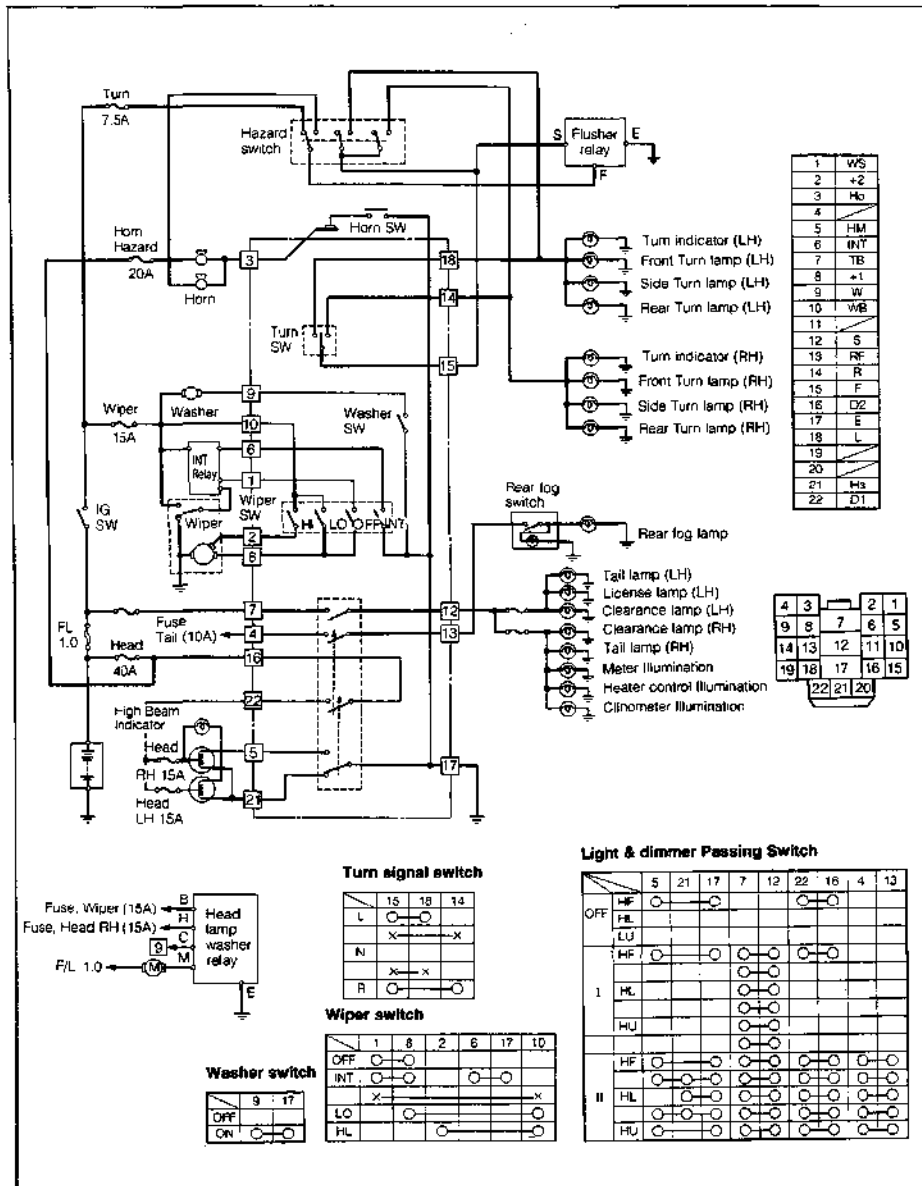 Turn
7.5A
Hazard
switch
S
Flusher
relay
E
F
Horn SW
Horn
Hazard
20A
Horn
3
18
14
15
Turn
SW
Turn indicator (LH)
Front Turn lamp (LH)
Side Turn lamp (LH)
Rear Turn lamp (LH)
Turn indicator (RH)
Front Turn lamp (RH)
Side Turn lamp (RH)
Rear Turn lamp (RH)
1 WS
2 +2
3 Ho
4
5 HM
6 INT
7 TB
8 +1
9 W
10 WB
11
12 S
13 RF
14 R
15 F
16 D2
17 E
18 L
19
20
21 Hs
22 D1
Wiper
15A
Washer
9
10
6
1
Washer
SW
INT
Relay
Wiper
SW
Wiper
2
8
HI LO OFF INT
IG
SW
Rear fog
switch
Rear fog lamp
FL
1.0
7
Fuse
Tail (10A)
4
16
Head
40A
22
12
13
Tail lamp (LH)
License lamp (LH)
Clearance lamp (LH)
Clearance lamp (RH)
Tail lamp (RH)
Meter Illumination
Heater control Illumination
Clinometer Illumination
High Beam
Indicator
Head
RH 15A
5
21
Head
LH 15A
17
4 3 2 1
9 8 7 6 5
14 13 12 11 10
19 18 17 16 15
22 21 20
Fuse, Wiper (15A)
Fuse, Head RH (15A)
9
F/L 1.0
M
B
H
C
M
Head
lamp
washer
relay
E
Turn signal switch
15 18 14
L
N
R
Wiper switch
1 8 2 6 17 10
OFF
INT
LO
HL
Washer switch
9 17
OFF
ON
Light & dimmer Passing Switch
5 21 17 7 12 22 16 4 13
OFF
HF
HL
LU
I
HF
HL
HU
II
HF
HL
HU